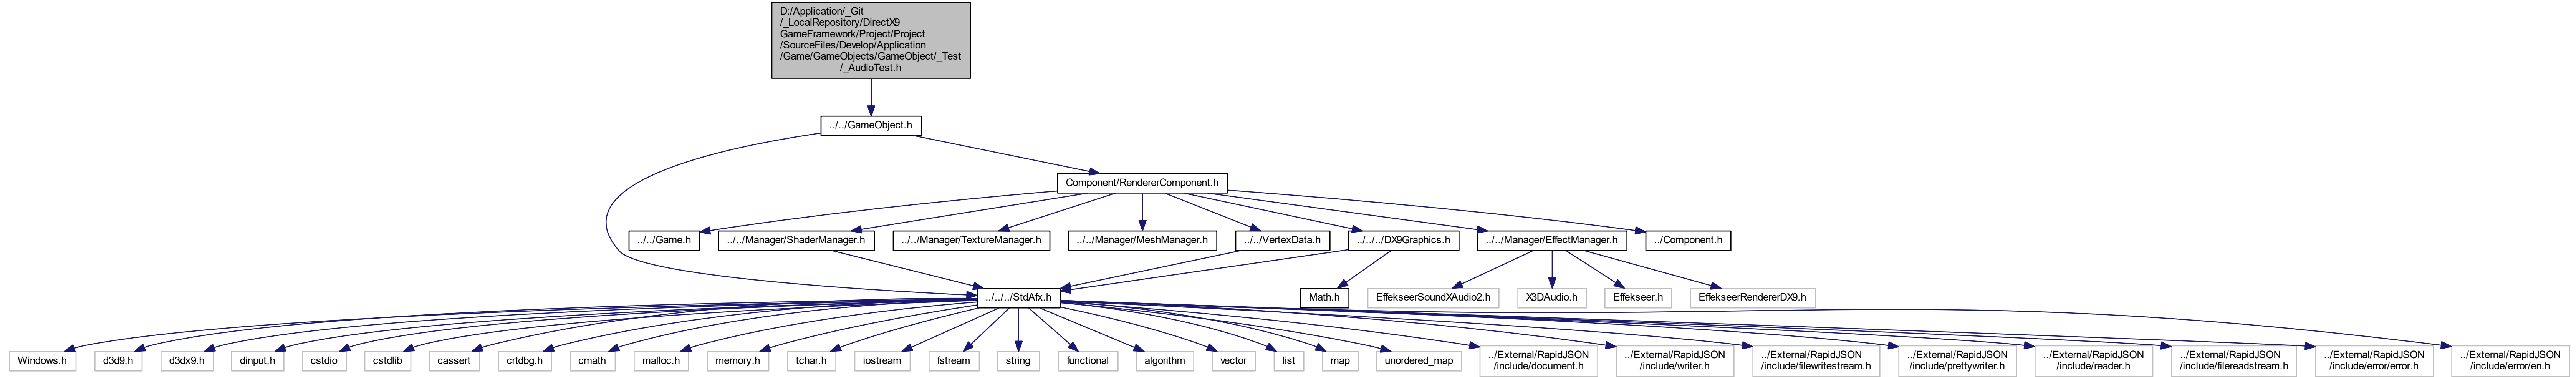 D:/Application/_Git
/_LocalRepository/DirectX9
GameFramework/Project/Project
/SourceFiles/Develop/Application
/Game/GameObjects/GameObject/_Test
/_AudioTest.h
../../GameObject.h
Component/RendererComponent.h
../../Game.h
../../Manager/ShaderManager.h
../../Manager/TextureManager.h
../../Manager/MeshManager.h
../../VertexData.h
../../../DX9Graphics.h
../../Manager/EffectManager.h
../Component.h
../../../StdAfx.h
Math.h
EffekseerSoundXAudio2.h
X3DAudio.h
Effekseer.h
EffekseerRendererDX9.h
Windows.h
d3d9.h
d3dx9.h
dinput.h
cstdio
cstdlib
cassert
crtdbg.h
cmath
malloc.h
memory.h
tchar.h
iostream
fstream
string
functional
algorithm
vector
list
map
unordered_map
../External/RapidJSON
/include/document.h
../External/RapidJSON
/include/writer.h
../External/RapidJSON
/include/filewritestream.h
../External/RapidJSON
/include/prettywriter.h
../External/RapidJSON
/include/reader.h
../External/RapidJSON
/include/filereadstream.h
../External/RapidJSON
/include/error/error.h
../External/RapidJSON
/include/error/en.h